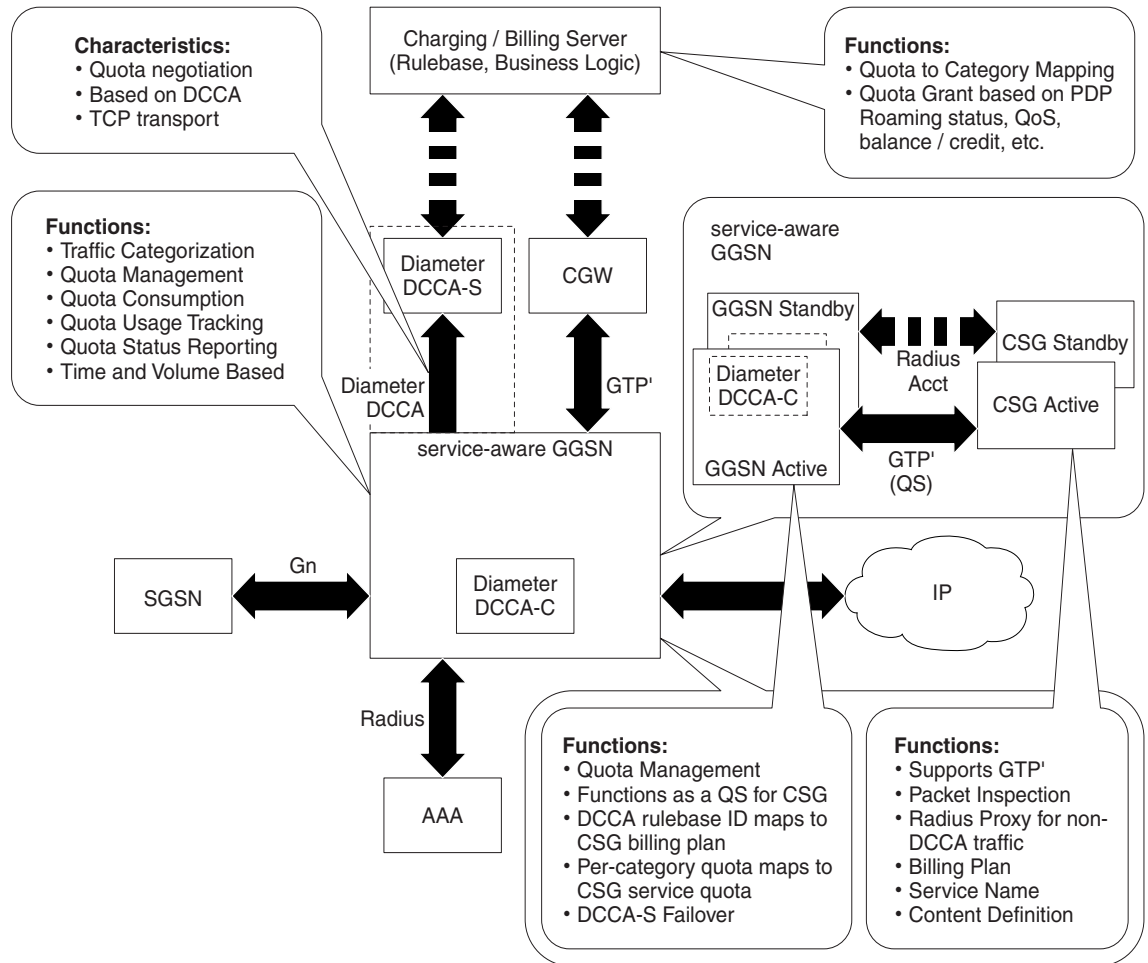 Characteristics:
• Quota negotiation
• Based on DCCA
• TCP transport
Charging / Billing Server
(Rulebase, Business Logic)
Functions:
• Quota to Category Mapping
• Quota Grant based on PDP
Roaming status, QoS,
balance / credit, etc.
Functions:
• Traffic Categorization
• Quota Management
• Quota Consumption
• Quota Usage Tracking
• Quota Status Reporting
• Time and Volume Based
Diameter
DCCA-S
CGW
Diameter
DCCA
GTP'
service-aware
GGSN
GGSN Standby
Radius
Acct
CSG Standby
Diameter
DCCA-C
CSG Active
GGSN Active
GTP'
(QS)
service-aware GGSN
SGSN
Gn
Diameter
DCCA-C
IP
Radius
AAA
Functions:
• Quota Management
• Functions as a QS for CSG
• DCCA rulebase ID maps to
CSG billing plan
• Per-category quota maps to
CSG service quota
• DCCA-S Failover
Functions:
• Supports GTP'
• Packet Inspection
• Radius Proxy for non-
DCCA traffic
• Billing Plan
• Service Name
• Content Definition